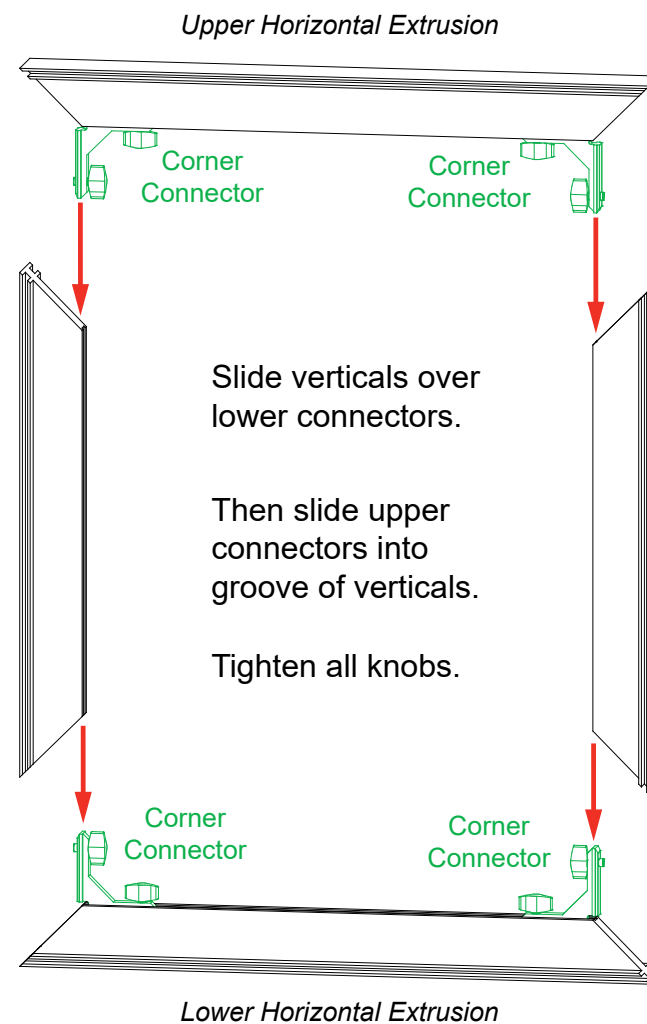 Upper Horizontal Extrusion
Corner
Connector
Corner
Connector
Slide verticals over
lower connectors.
Then slide upper
connectors into
groove of verticals.
Tighten all knobs.
Corner
Connector
Corner
Connector
Lower Horizontal Extrusion